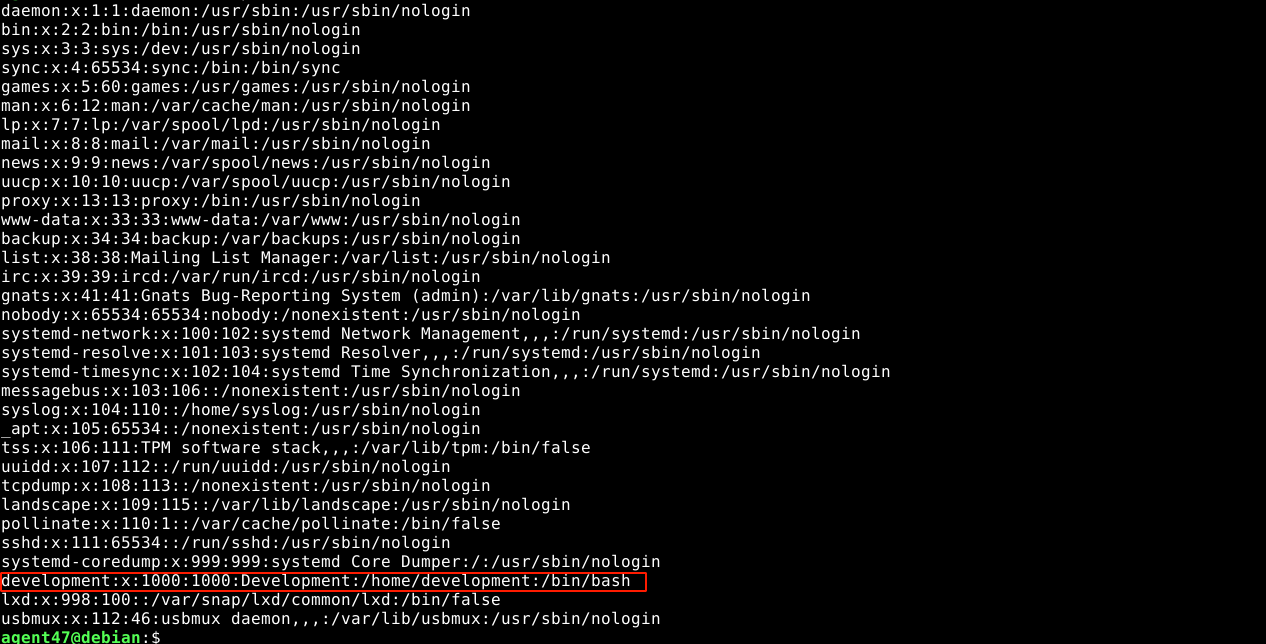 daemon:x:1:1:daemon:/usr/sbin:/usr/sbin/nologin
bin:x:2:2:bin:/bin:/usr/sbin/nologin
sys:x:3:3:sys:/dev:/usr/sbin/nologin
sync:x:4:65534:sync:/bin:/bin/sync
games:x:5:60:games:/usr/games:/usr/sbin/nologin
man:x:6:12:man:/var/cache/man:/usr/sbin/nologin
lp:x:7:7:lp:/var/spool/lpd:/usr/sbin/nologin
mail:x:8:8:mail:/var/mail:/usr/sbin/nologin
news:x:9:9:news:/var/spool/news:/usr/sbin/nologin
uucp:x:10:10:uucp:/var/spool/uucp:/usr/sbin/nologin
proxy:x:13:13:proxy:/bin:/usr/sbin/nologin
www-data:x:33:33:www-data:/var/www:/usr/sbin/nologin
backup:x:34:34:backup:/var/backups:/usr/sbin/nologin
list:x:38:38:Mailing List Manager:/var/list:/usr/sbin/nologin
irc:x:39:39:ircd:/var/run/ircd:/usr/sbin/nologin
gnats:x:41:41:Gnats Bug-Reporting System (admin):/var/lib/gnats:/usr/sbin/nologin
nobody:x:65534:65534:nobody:/nonexistent:/usr/sbin/nologin
systemd-network:x:100:102:systemd Network Management,,,:/run/systemd:/usr/sbin/nologin
systemd-resolve:x:101:103:systemd Resolver,,,:/run/systemd:/usr/sbin/nologin
systemd-timesync:x:102:104:systemd Time Synchronization,,,:/run/systemd:/usr/sbin/nologin
messagebus:x:103:106::/nonexistent:/usr/sbin/nologin
syslog:x:104:110::/home/syslog:/usr/sbin/nologin
_apt:x:105:65534::/nonexistent:/usr/sbin/nologin
tss:x:106:111:TPM software stack,,,:/var/lib/tpm:/bin/false
uuidd:x:107:112::/run/uuidd:/usr/sbin/nologin
tcpdump:x:108:113::/nonexistent:/usr/sbin/nologin
landscape:x:109:115::/var/lib/landscape:/usr/sbin/nologin
pollinate:x:110:1::/var/cache/pollinate:/bin/false
sshd:x:111:65534::/run/sshd:/usr/sbin/nologin
systemd-coredump:x:999:999:systemd Core Dumper:/:/usr/sbin/nologin
development:x:1000:1000:Development:/home/development:/bin/bash
lxd:x:998:100::/var/snap/lxd/common/lxd:/bin/false
usbmux:x:112:46:usbmux daemon,,,:/var/lib/usbmux:/usr/sbin/nologin
agent47@debian:$